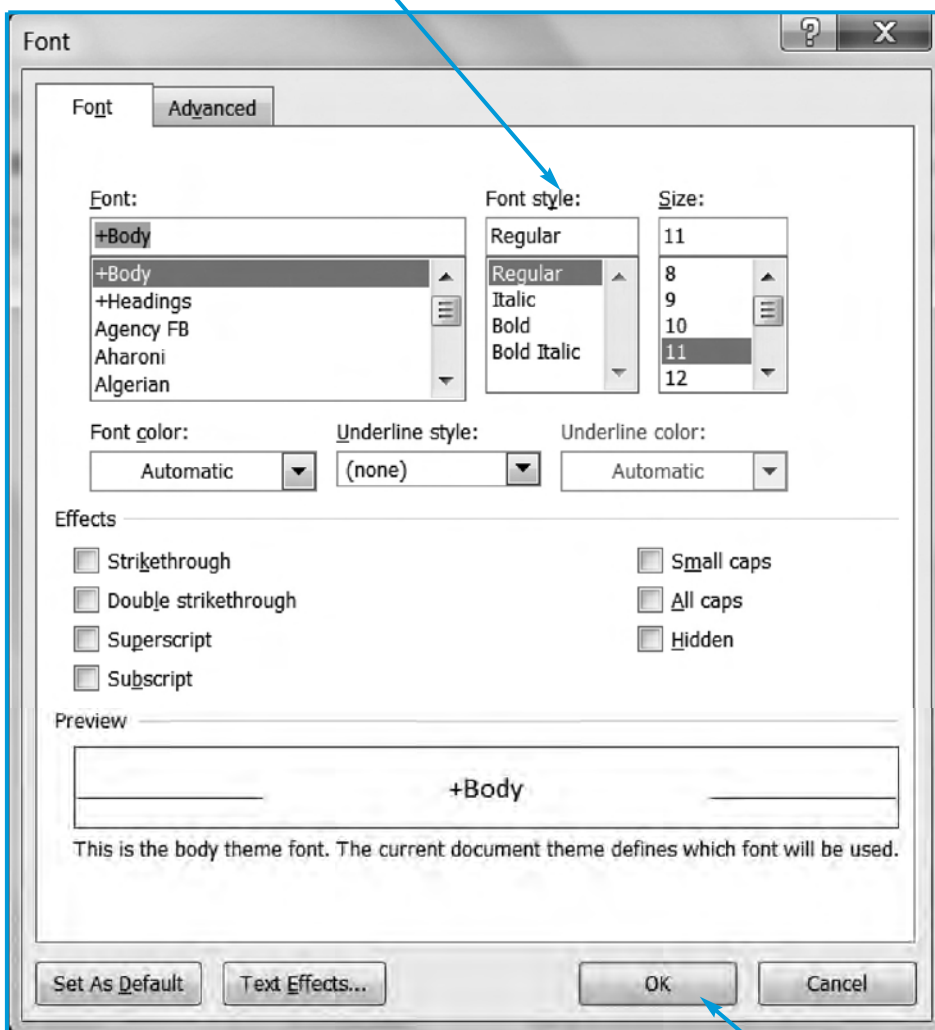 Font
Font Advanced
Font: Font style: Size:
+Body Regular 11
+Body Regular 8
+Headings Italic 9
Agency FB Bold 10
Aharoni Bold Italic 11
Algerian 12
Font color: Underline style: Underline color:
Automatic (none) Automatic
Effects
Strikethrough Small caps
Double strikethrough All caps
Superscript Hidden
Subscript
Preview
+Body
This is the body theme font. The current document theme defines which font will be used.
Set As Default Text Effects... OK Cancel